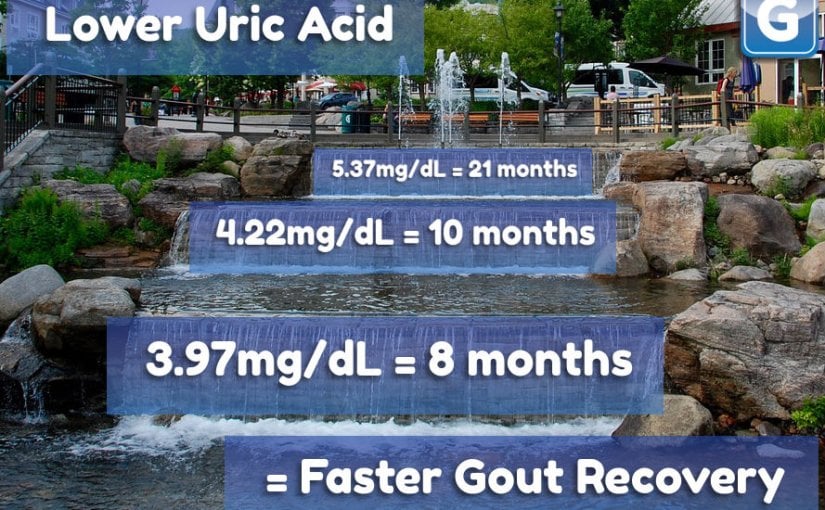 Lower Uric Acid
G
5.37mg/dL = 21 months
4.22mg/dL = 10 months
3.97mg/dL = 8 months
= Faster Gout Recovery